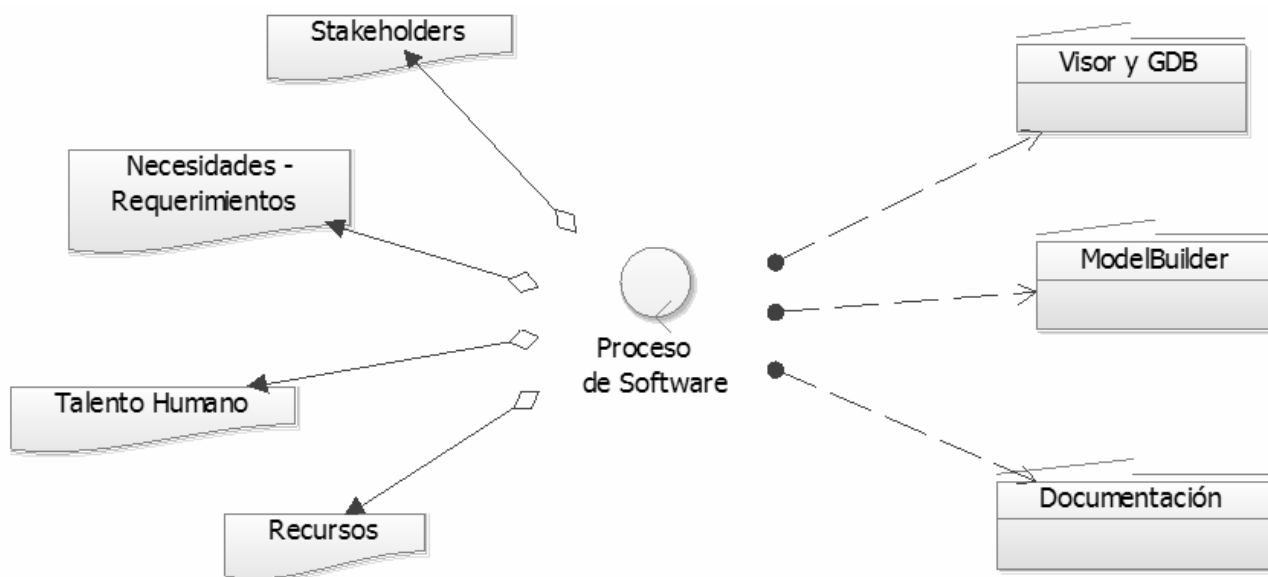 Stakeholders
Necesidades -
Requerimientos
Talento Humano
Recursos
Proceso
de Software
Visor y GDB
ModelBuilder
Documentación